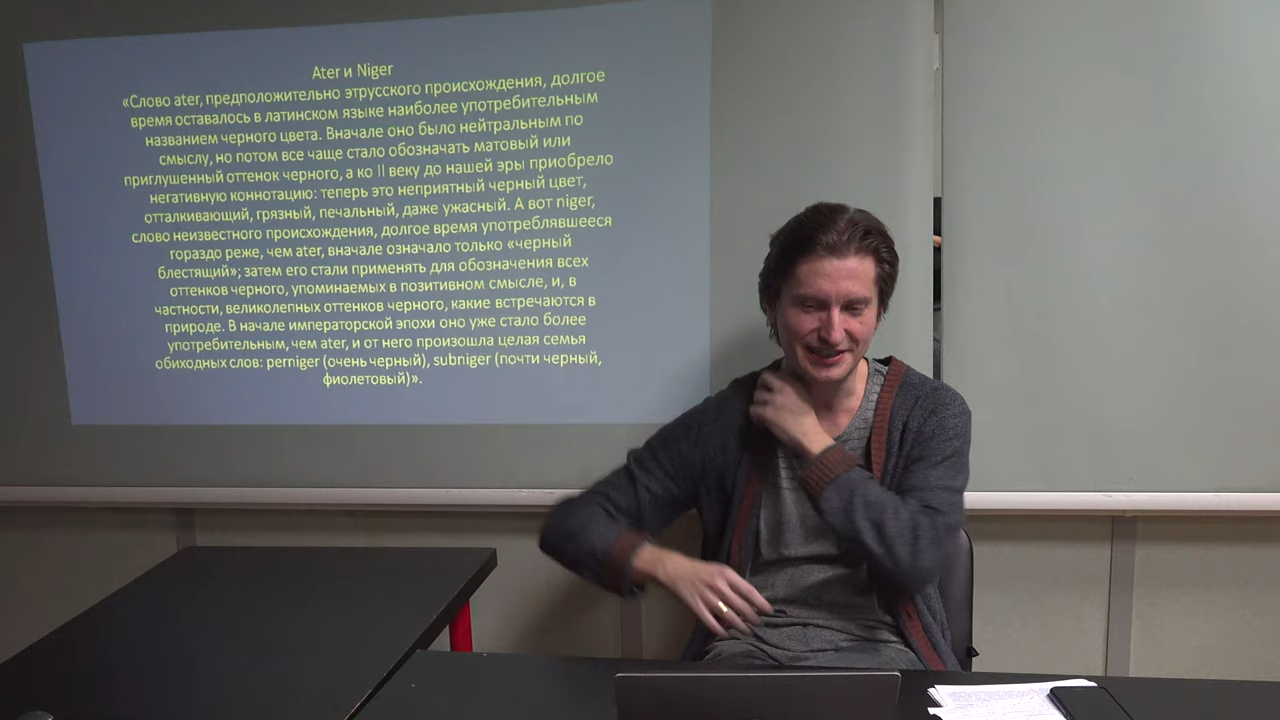 Ater и Niger
«Слово ater, предположительно этрусского происхождения, долгое
время оставалось в латинском языке наиболее употребительным
названием черного цвета. Вначале оно было нейтральным по
смыслу, но потом все чаще стало обозначать матовый или
приглушенный оттенок черного, а ко II веку до нашей эры приобрело
негативную коннотацию: теперь это неприятный черный цвет,
отталкивающий, грязный, печальный, даже ужасный. А вот niger,
слово неизвестного происхождения, долгое время употреблявшееся
гораздо реже, чем ater, вначале означало только «черный
блестящий»; затем его стали применять для обозначения всех
оттенков черного, упоминаемых в позитивном смысле, и, в
частности, великолепных оттенков черного, какие встречаются в
природе. В начале императорской эпохи оно уже стало более
употребительным, чем ater, и от него произошла целая семья
обиходных слов: perniger (очень черный), subniger (почти черный,
фиолетовый)».